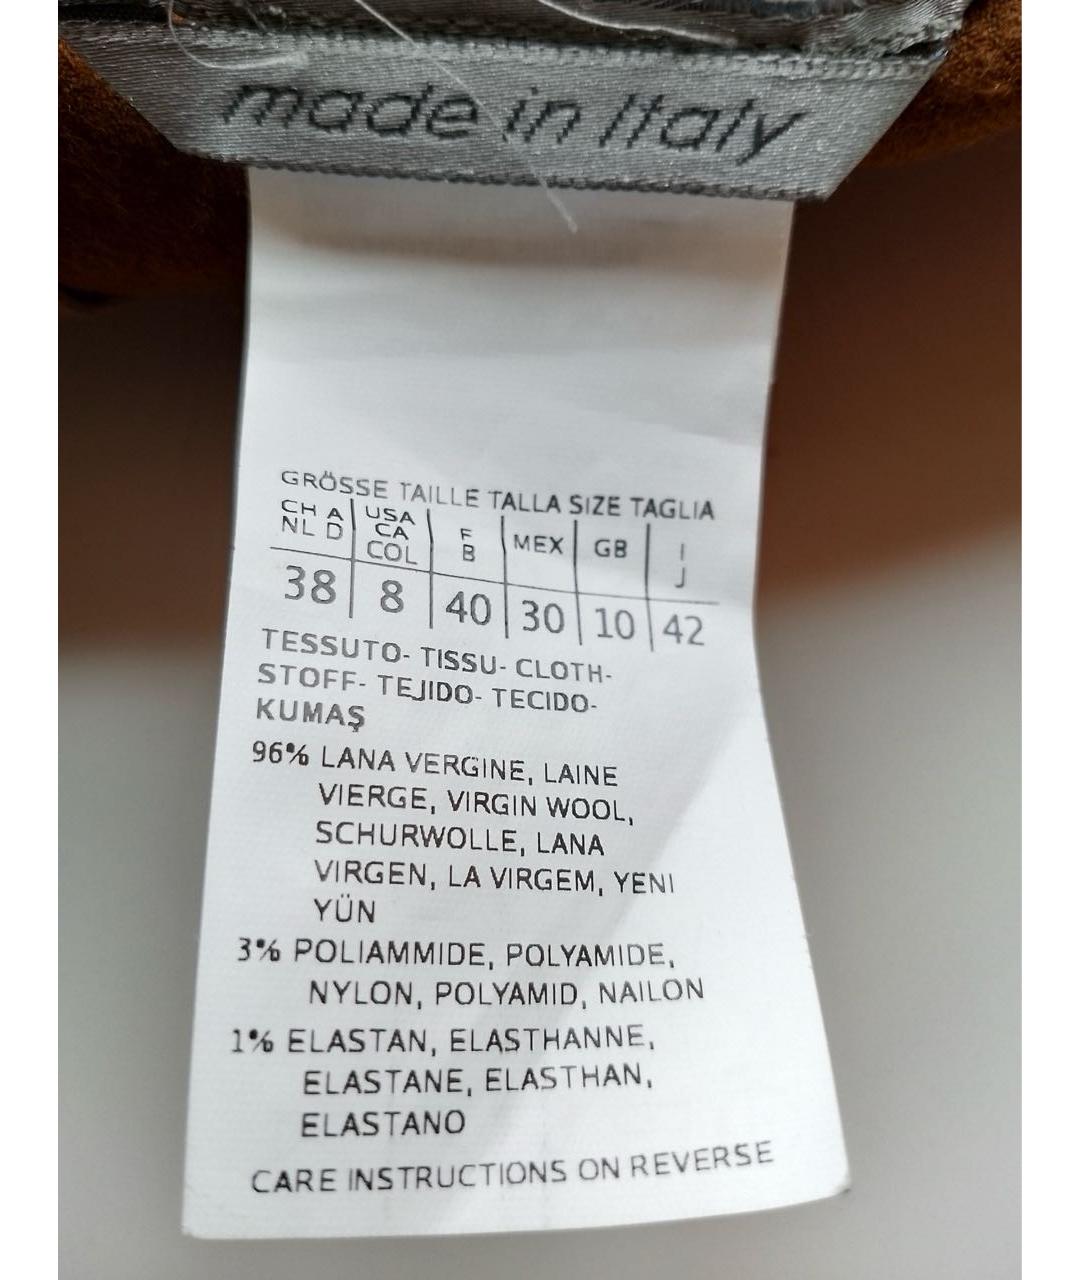 made in Italy
GRÖSSE TAILLE TALLA SIZE TAGLIA
CH A USA F MEX GB I
NL D CA B J
COL
38 8 40 30 10 42
TESSUTO- TISSU- CLOTH-
STOFF- TEJIDO- TECIDO-
KUMAŞ
96% LANA VERGINE, LAINE
VIERGE, VIRGIN WOOL,
SCHURWOLLE, LANA
VIRGEN, LA VIRGEM, YENI
YÜN
3% POLIAMMIDE, POLYAMIDE,
NYLON, POLYAMID, NAILON
1% ELASTAN, ELASTHANNE,
ELASTANE, ELASTHAN,
ELASTANO
CARE INSTRUCTIONS ON REVERSE